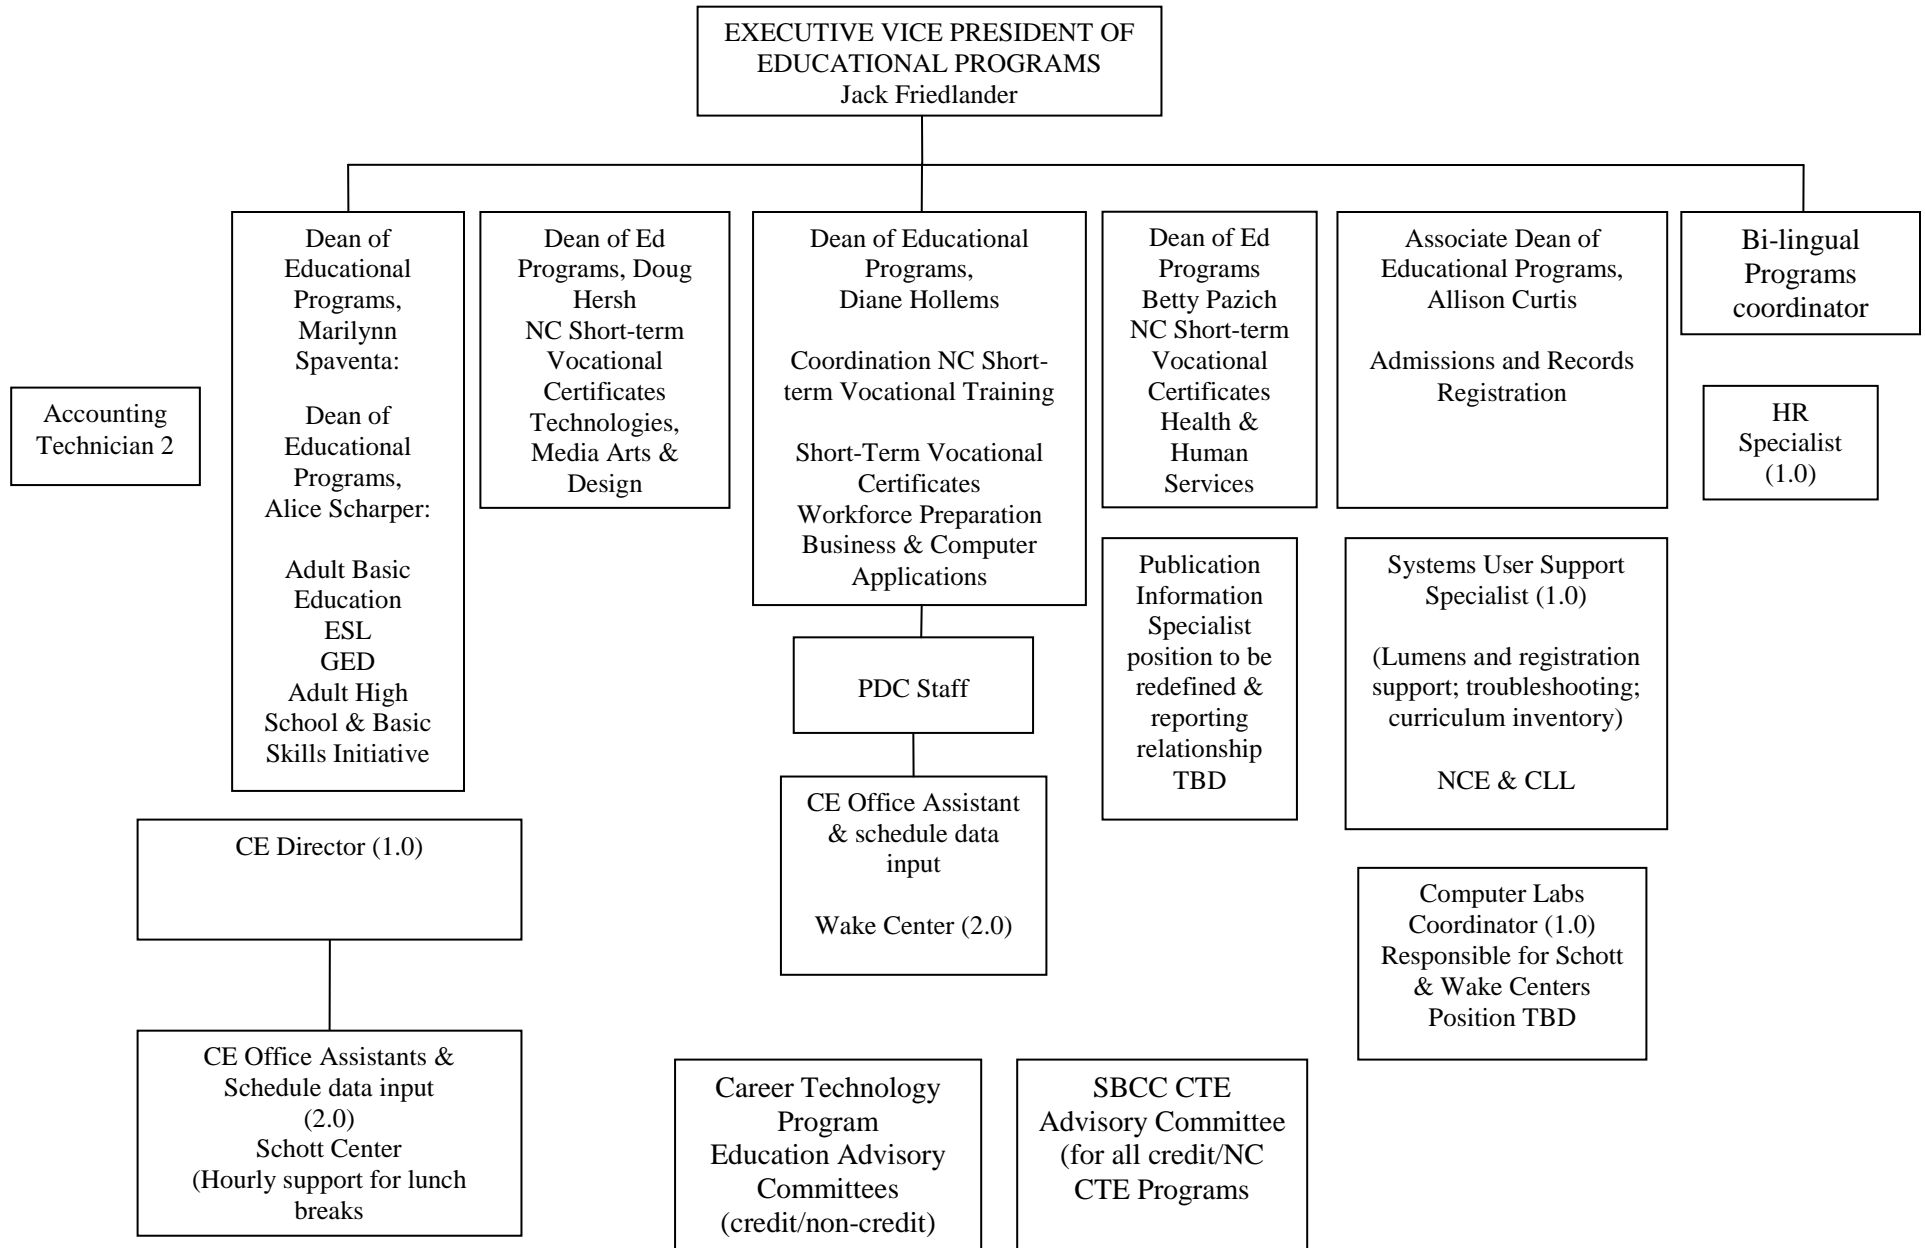 EXECUTIVE VICE PRESIDENT OF
EDUCATIONAL PROGRAMS
Jack Friedlander
Accounting
Technician 2
Dean of
Educational
Programs,
Marilynn
Spaventa:
Dean of
Educational
Programs,
Alice Scharper:
Adult Basic
Education
ESL
GED
Adult High
School & Basic
Skills Initiative
Dean of Ed
Programs, Doug
Hersh
NC Short-term
Vocational
Certificates
Technologies,
Media Arts &
Design
Dean of Educational
Programs,
Diane Hollems
Coordination NC Short-
term Vocational Training
Short-Term Vocational
Certificates
Workforce Preparation
Business & Computer
Applications
Dean of Ed
Programs
Betty Pazich
NC Short-term
Vocational
Certificates
Health &
Human
Services
Associate Dean of
Educational Programs,
Allison Curtis
Admissions and Records
Registration
Bi-lingual
Programs
coordinator
HR
Specialist
(1.0)
PDC Staff
Publication
Information
Specialist
position to be
redefined &
reporting
relationship
TBD
Systems User Support
Specialist (1.0)
(Lumens and registration
support; troubleshooting;
curriculum inventory)
NCE & CLL
CE Director (1.0)
CE Office Assistant
& schedule data
input
Wake Center (2.0)
Computer Labs
Coordinator (1.0)
Responsible for Schott
& Wake Centers
Position TBD
CE Office Assistants &
Schedule data input
(2.0)
Schott Center
(Hourly support for lunch
breaks
Career Technology
Program
Education Advisory
Committees
(credit/non-credit)
SBCC CTE
Advisory Committee
(for all credit/NC
CTE Programs